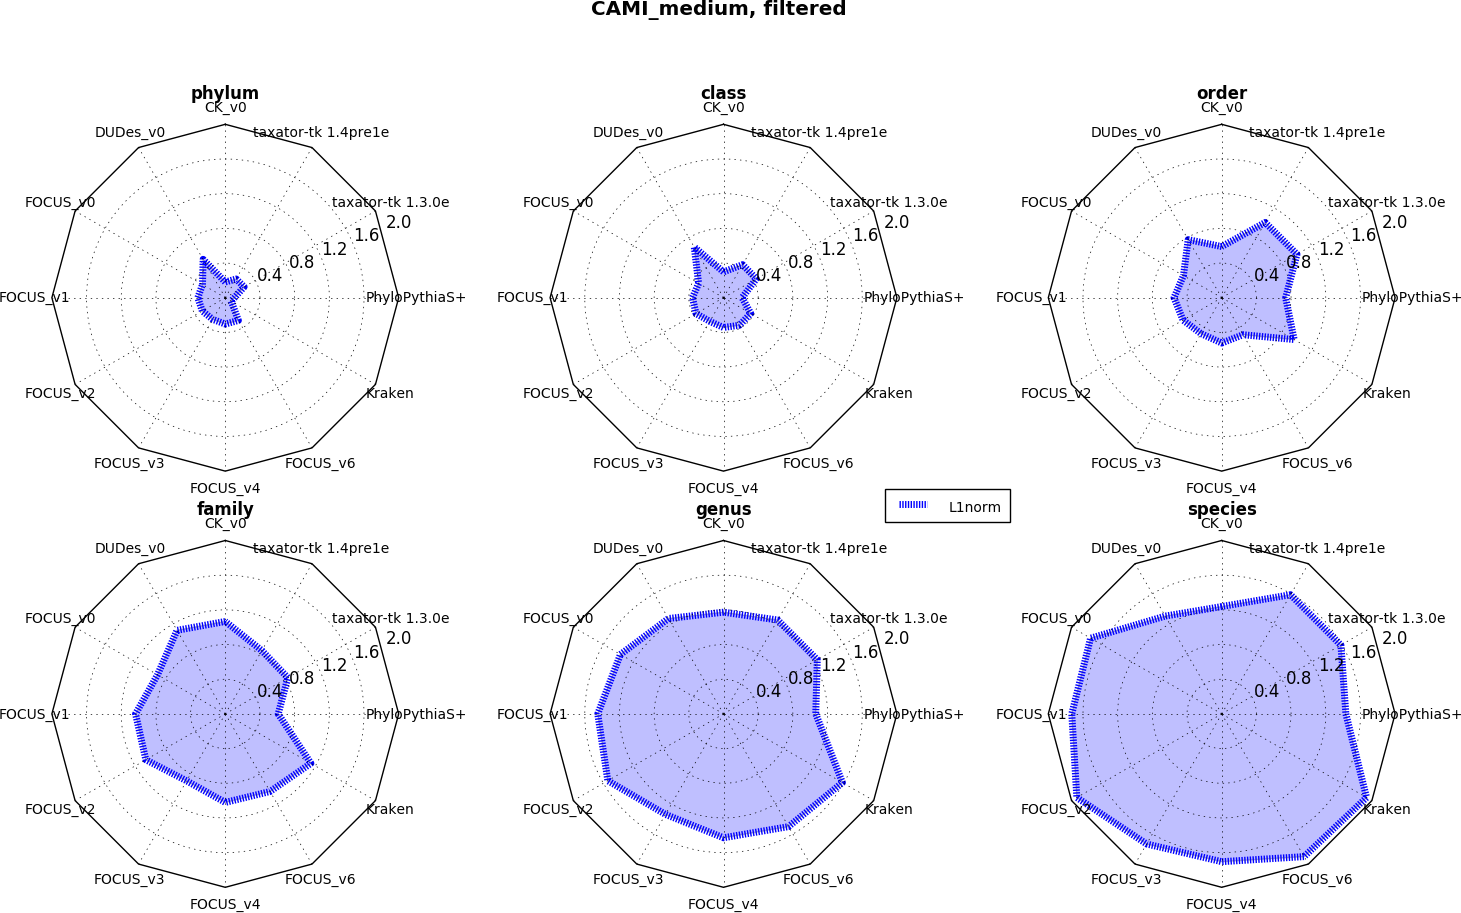 CAMI_medium, filtered
phylum
CK_v0
DUDes_v0
taxator-tk 1.4pre1e
FOCUS_v0
taxator-tk 1.3.0e
2.0
1.6
1.2
0.8
0.4
FOCUS_v1
PhyloPythiaS+
FOCUS_v2
Kraken
FOCUS_v3
FOCUS_v6
FOCUS_v4
class
CK_v0
DUDes_v0
taxator-tk 1.4pre1e
FOCUS_v0
taxator-tk 1.3.0e
2.0
1.6
1.2
0.8
0.4
FOCUS_v1
PhyloPythiaS+
FOCUS_v2
Kraken
FOCUS_v3
FOCUS_v6
FOCUS_v4
order
CK_v0
DUDes_v0
taxator-tk 1.4pre1e
FOCUS_v0
taxator-tk 1.3.0e
2.0
1.6
1.2
0.8
0.4
FOCUS_v1
PhyloPythiaS+
FOCUS_v2
Kraken
FOCUS_v3
FOCUS_v6
FOCUS_v4
L1norm
family
CK_v0
DUDes_v0
taxator-tk 1.4pre1e
FOCUS_v0
taxator-tk 1.3.0e
2.0
1.6
1.2
0.8
0.4
FOCUS_v1
PhyloPythiaS+
FOCUS_v2
Kraken
FOCUS_v3
FOCUS_v6
FOCUS_v4
genus
CK_v0
DUDes_v0
taxator-tk 1.4pre1e
FOCUS_v0
taxator-tk 1.3.0e
2.0
1.6
1.2
0.8
0.4
FOCUS_v1
PhyloPythiaS+
FOCUS_v2
Kraken
FOCUS_v3
FOCUS_v6
FOCUS_v4
species
CK_v0
DUDes_v0
taxator-tk 1.4pre1e
FOCUS_v0
taxator-tk 1.3.0e
2.0
1.6
1.2
0.8
0.4
FOCUS_v1
PhyloPythiaS+
FOCUS_v2
Kraken
FOCUS_v3
FOCUS_v6
FOCUS_v4